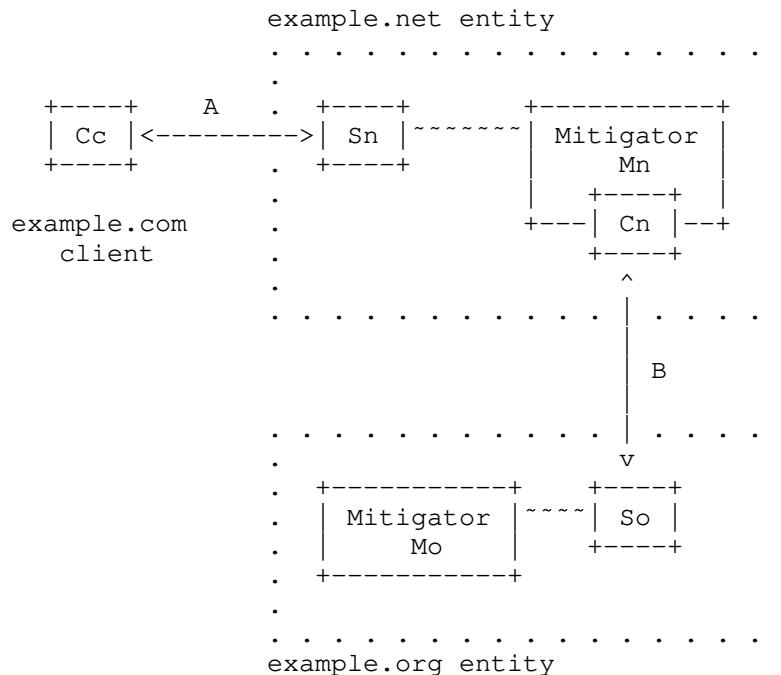 example.net entity
. . . . . . . . . . . . . . . .
.
+----+ A . +----+ +------------+
| Cc |<--------->| Sn |~~~~~~~| Mitigator |
+----+ . +----+ | Mn |
. | +----+ |
example.com . +---| Cn |--+
client . +----+
. ^
.
. . . . . . . . . . . | . . . .
|
| B
|
. . . . . . . . . . . | . . . .
. v
. +-----------+ +----+
. | Mitigator |~~~~| So |
. | Mo | +----+
. +-----------+
.
. . . . . . . . . . . . . . . .
example.org entity